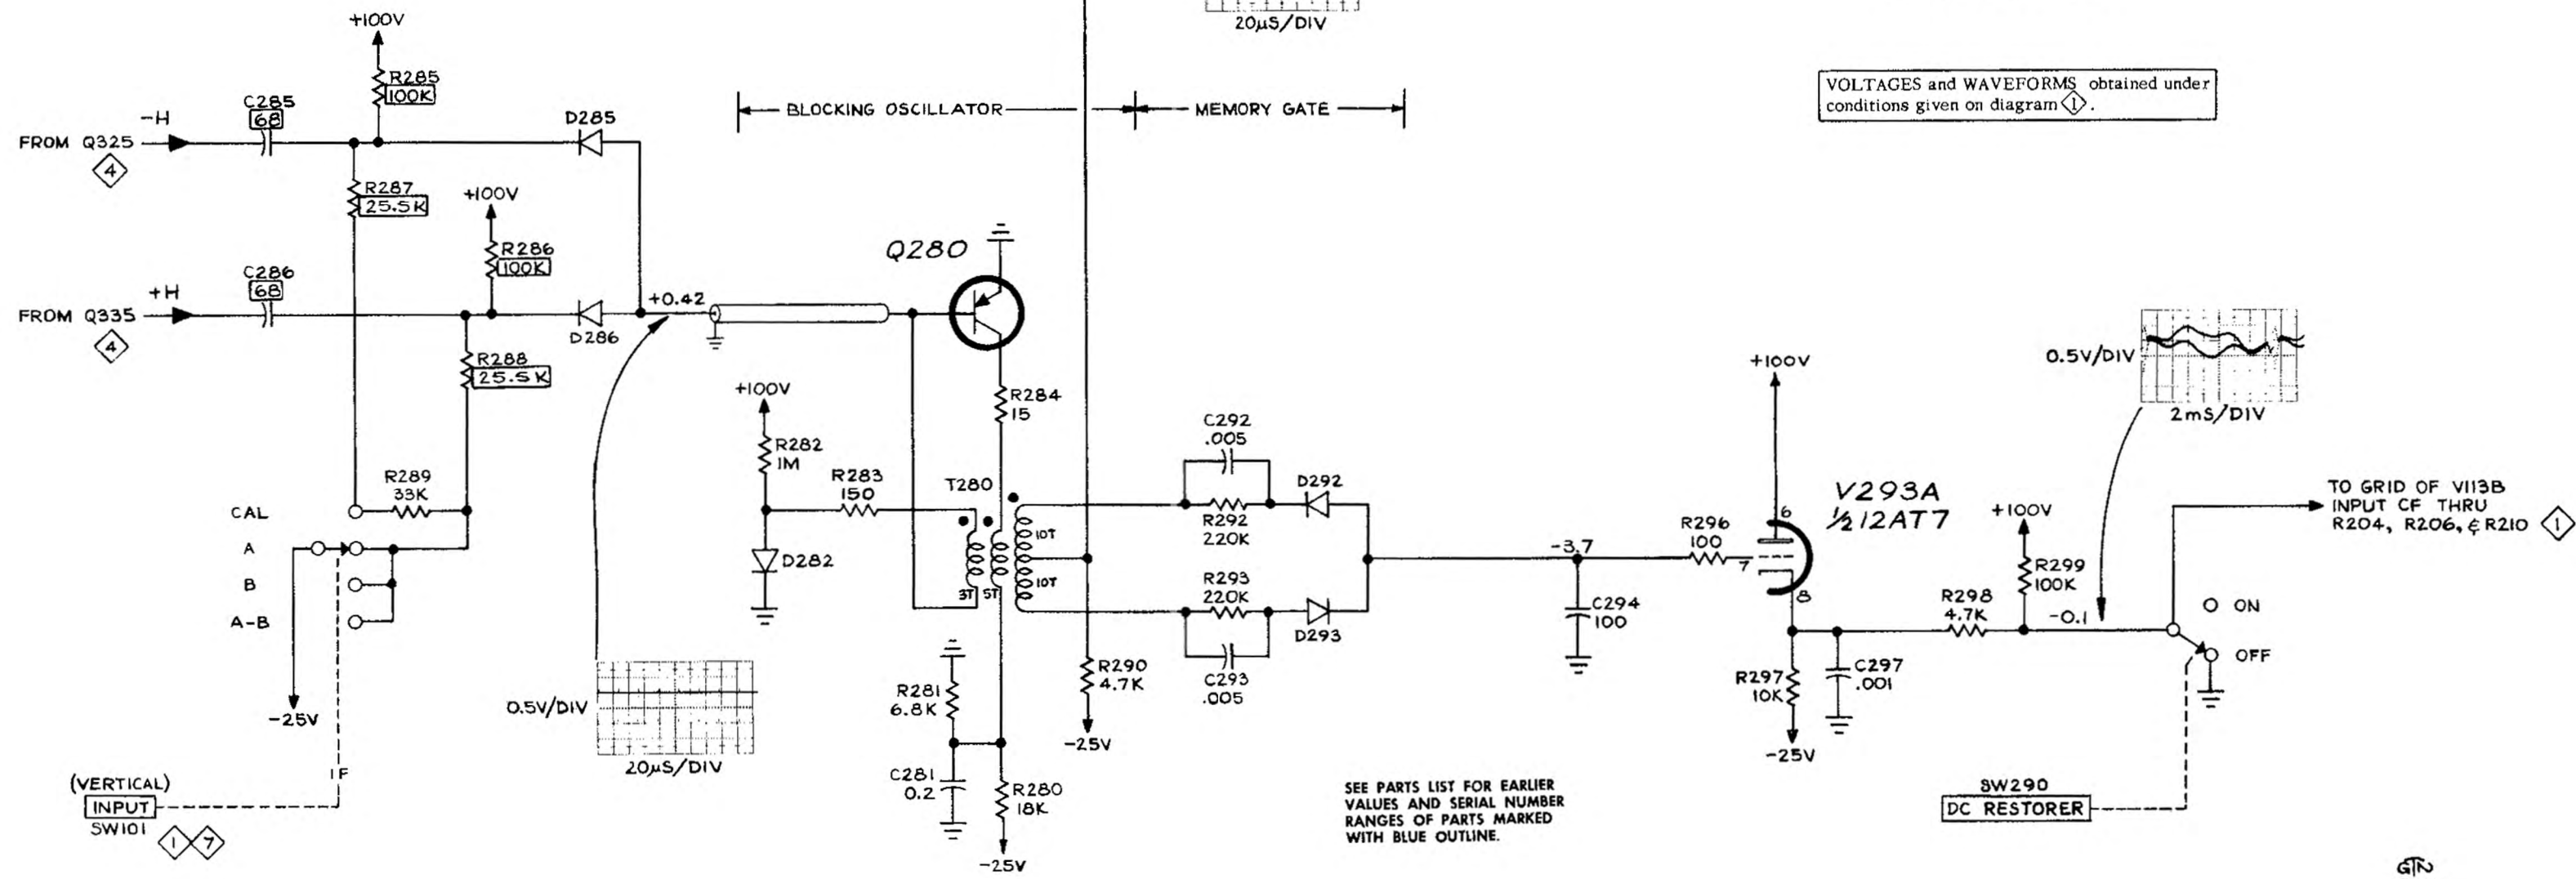 +100V
20µS/DIV
R285
100K
C285
68
-H
FROM Q325
4
D285
BLOCKING OSCILLATOR
MEMORY GATE
VOLTAGES and WAVEFORMS obtained under
conditions given on diagram 1.
R287
25.5K
+100V
R286
100K
C286
68
+H
FROM Q335
4
D286
+0.42
Q280
R288
25.5K
+100V
R282
1M
R283
150
D282
R284
15
T280
3T
5T
10T
10T
C292
.005
R292
220K
D292
R293
220K
D293
C293
.005
R290
4.7K
-25V
-3.7
C294
100
R296
100
+100V
V293A
1/2 12AT7
6
7
8
R297
10K
-25V
C297
.001
R298
4.7K
+100V
R299
100K
-0.1
0.5V/DIV
2mS/DIV
TO GRID OF V113B
INPUT CF THRU
R204, R206, & R210 1
ON
OFF
R289
33K
CAL
A
B
A-B
-25V
1F
(VERTICAL)
INPUT
SW101
1 7
0.5V/DIV
20µS/DIV
R281
6.8K
C281
0.2
R280
18K
-25V
SEE PARTS LIST FOR EARLIER
VALUES AND SERIAL NUMBER
RANGES OF PARTS MARKED
WITH BLUE OUTLINE.
SW290
DC RESTORER